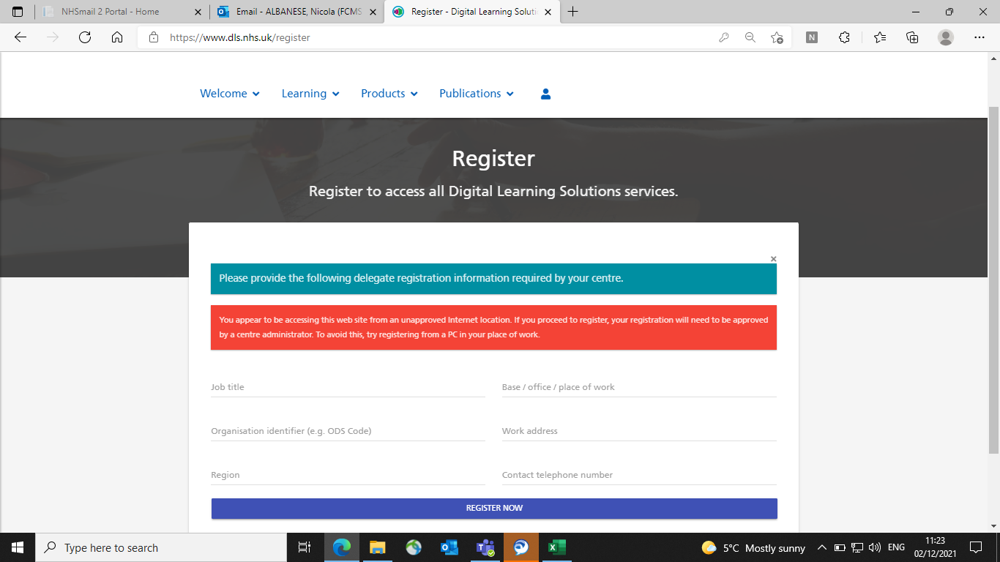 NHSmail 2 Portal - Home
Email - ALBANESE, Nicola (FCMS
Register - Digital Learning Soluti
https://www.dls.nhs.uk/register
N
Welcome
Learning
Products
Publications
Register
Register to access all Digital Learning Solutions services.
Please provide the following delegate registration information required by your centre.
You appear to be accessing this web site from an unapproved Internet location. If you proceed to register, your registration will need to be approved
by a centre administrator. To avoid this, try registering from a PC in your place of work.
Job title
Base / office / place of work
Organisation identifier (e.g. ODS Code)
Work address
Region
Contact telephone number
REGISTER NOW
Type here to search
5°C Mostly sunny
ENG
11:23
02/12/2021